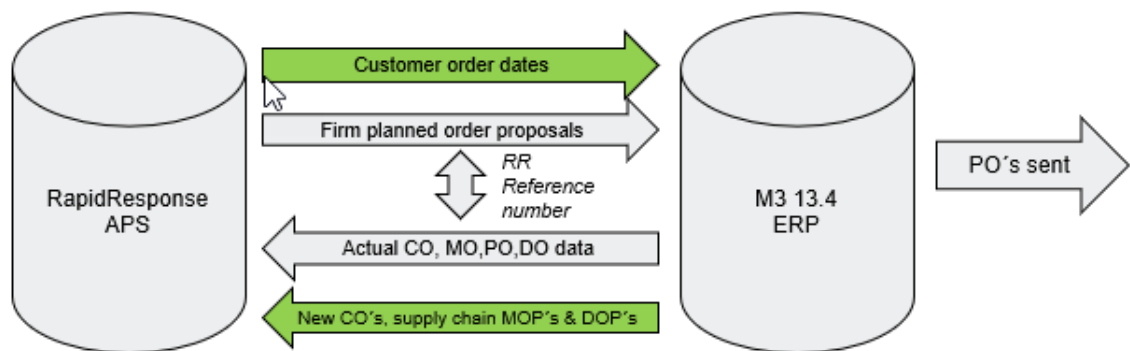 Customer order dates
Firm planned order proposals
RapidResponse
APS
RR
Reference
number
M3 13.4
ERP
PO´s sent
Actual CO, MO,PO,DO data
New CO´s, supply chain MOP´s & DOP´s